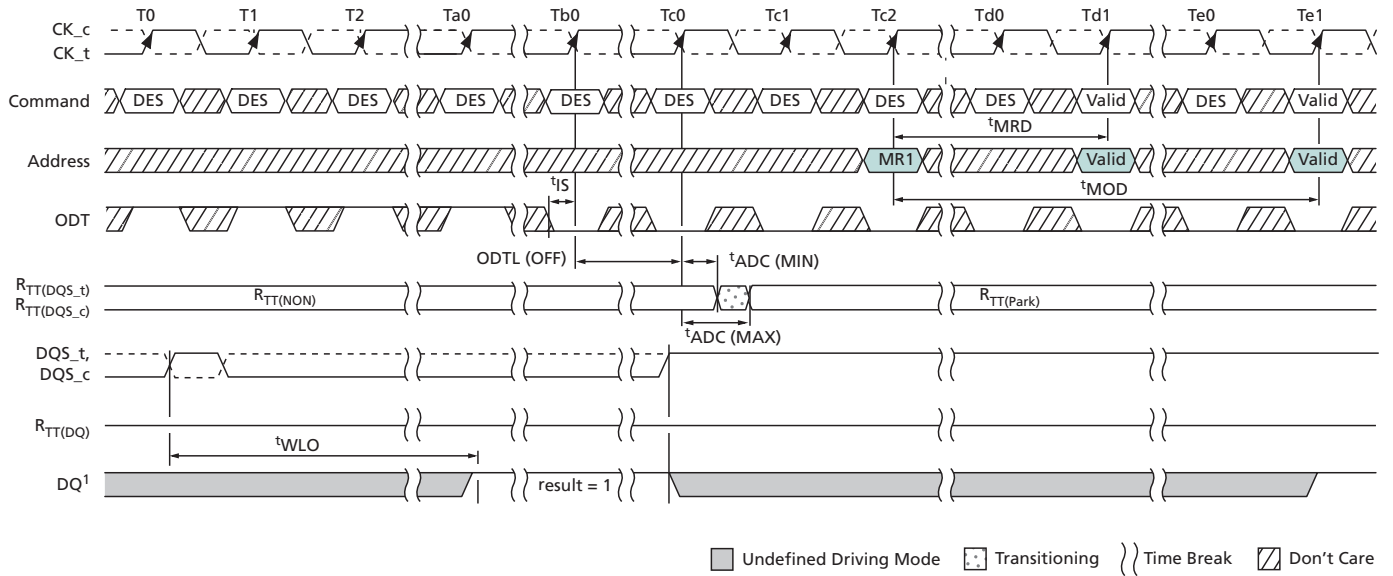 T0 T1 T2 Ta0 Tb0 Tc0 Tc1 Tc2 Td0 Td1 Te0 Te1
CK_c
CK_t
Command DES DES DES DES DES DES DES DES DES Valid DES Valid
tMRD
Address MR1 Valid Valid
tIS tMOD
ODT
ODTL (OFF) tADC (MIN)
RTT(DQS_t)
RTT(DQS_c) RTT(NON) RTT(Park)
tADC (MAX)
DQS_t,
DQS_c
RTT(DQ)
tWLO
DQ1 result = 1
Undefined Driving Mode Transitioning Time Break Don't Care